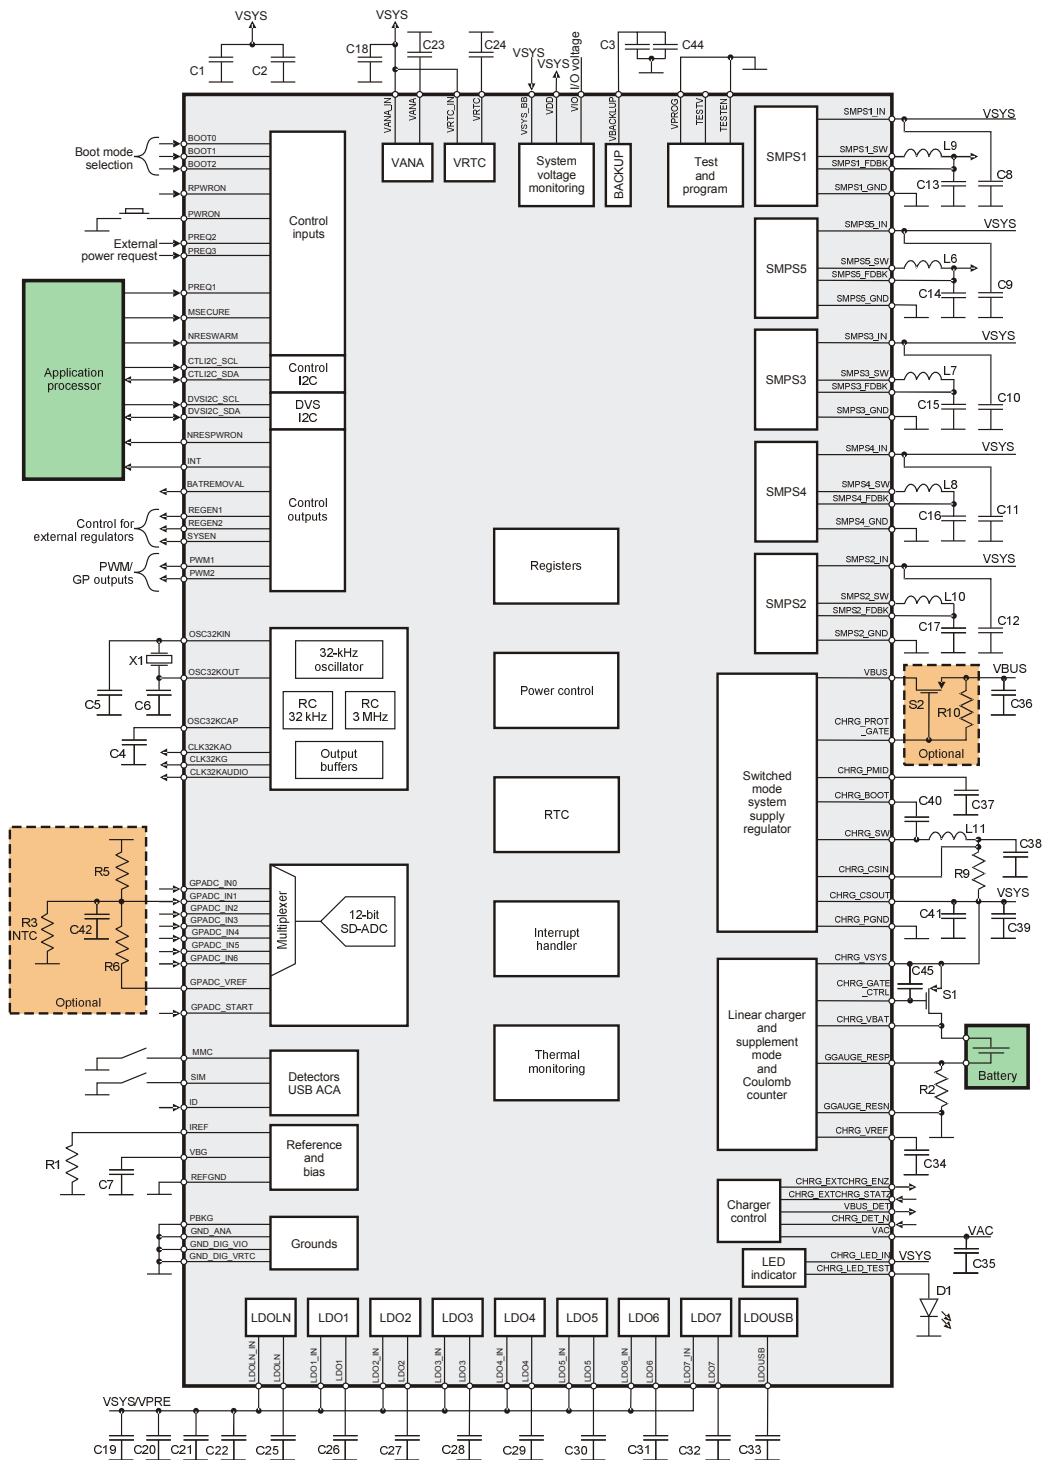 VSYS
C1
C2
VSYS
C18
C23
C24
VSYS
VSYS
I/O voltage
C3
C44
VANA_IN
VANA
VRTC_IN
VRTC
VSYS_BB
VDD
VIO
VBACKUP
VPROG
TESTV
TESTEN
VANA
VRTC
System
voltage
monitoring
BACKUP
Test
and
program
Boot mode
selection
BOOT0
BOOT1
BOOT2
RPWRON
PWRON
External
power request
PREQ2
PREQ3
PREQ1
MSECURE
NRESWARM
Control
inputs
Application
processor
CTLI2C_SCL
CTLI2C_SDA
Control
I2C
DVSI2C_SCL
DVSI2C_SDA
DVS
I2C
NRESPWRON
INT
BATREMOVAL
Control for
external regulators
REGEN1
REGEN2
SYSEN
PWM/
GP outputs
PWM1
PWM2
Control
outputs
SMPS1
SMPS1_IN
SMPS1_SW
SMPS1_FDBK
SMPS1_GND
VSYS
L9
C13
C8
SMPS5
SMPS5_IN
SMPS5_SW
SMPS5_FDBK
SMPS5_GND
VSYS
L6
C14
C9
SMPS3
SMPS3_IN
SMPS3_SW
SMPS3_FDBK
SMPS3_GND
VSYS
L7
C15
C10
SMPS4
SMPS4_IN
SMPS4_SW
SMPS4_FDBK
SMPS4_GND
VSYS
L8
C16
C11
SMPS2
SMPS2_IN
SMPS2_SW
SMPS2_FDBK
SMPS2_GND
VSYS
L10
C17
C12
Registers
Power control
RTC
Interrupt
handler
Thermal
monitoring
OSC32KIN
X1
OSC32KOUT
C5
C6
OSC32KCAP
C4
CLK32KAO
CLK32KG
CLK32KAUDIO
32-kHz
oscillator
RC
32 kHz
RC
3 MHz
Output
buffers
R5
R3
NTC
C42
R6
Optional
GPADC_IN0
GPADC_IN1
GPADC_IN2
GPADC_IN3
GPADC_IN4
GPADC_IN5
GPADC_IN6
GPADC_VREF
GPADC_START
Multiplexer
12-bit
SD-ADC
MMC
SIM
ID
Detectors
USB ACA
IREF
VBG
REFGND
R1
C7
Reference
and
bias
PBKG
GND_ANA
GND_DIG_VIO
GND_DIG_VRTC
Grounds
Switched
mode
system
supply
regulator
VBUS
CHRG_PROT
_GATE
CHRG_PMID
CHRG_BOOT
CHRG_SW
CHRG_CSIN
CHRG_CSOUT
CHRG_PGND
S2
R10
Optional
VBUS
C36
C37
C40
L11
C38
R9
VSYS
C41
C39
Linear charger
and
supplement
mode
and
Coulomb
counter
CHRG_VSYS
CHRG_GATE
_CTRL
CHRG_VBAT
GGAUGE_RESP
GGAUGE_RESN
CHRG_VREF
C45
S1
Battery
R2
C34
Charger
control
CHRG_EXTCHRG_ENZ
CHRG_EXTCHRG_STATZ
VBUS_DET
CHRG_DET_N
VAC
VAC
C35
LED
indicator
CHRG_LED_IN
CHRG_LED_TEST
VSYS
D1
LDOLN
LDO1
LDO2
LDO3
LDO4
LDO5
LDO6
LDO7
LDOUSB
LDOLN_IN
LDOLN
LDO1_IN
LDO1
LDO2_IN
LDO2
LDO3_IN
LDO3
LDO4_IN
LDO4
LDO5_IN
LDO5
LDO6_IN
LDO6
LDO7_IN
LDO7
LDOUSB
VSYS/VPRE
C19
C20
C21
C22
C25
C26
C27
C28
C29
C30
C31
C32
C33